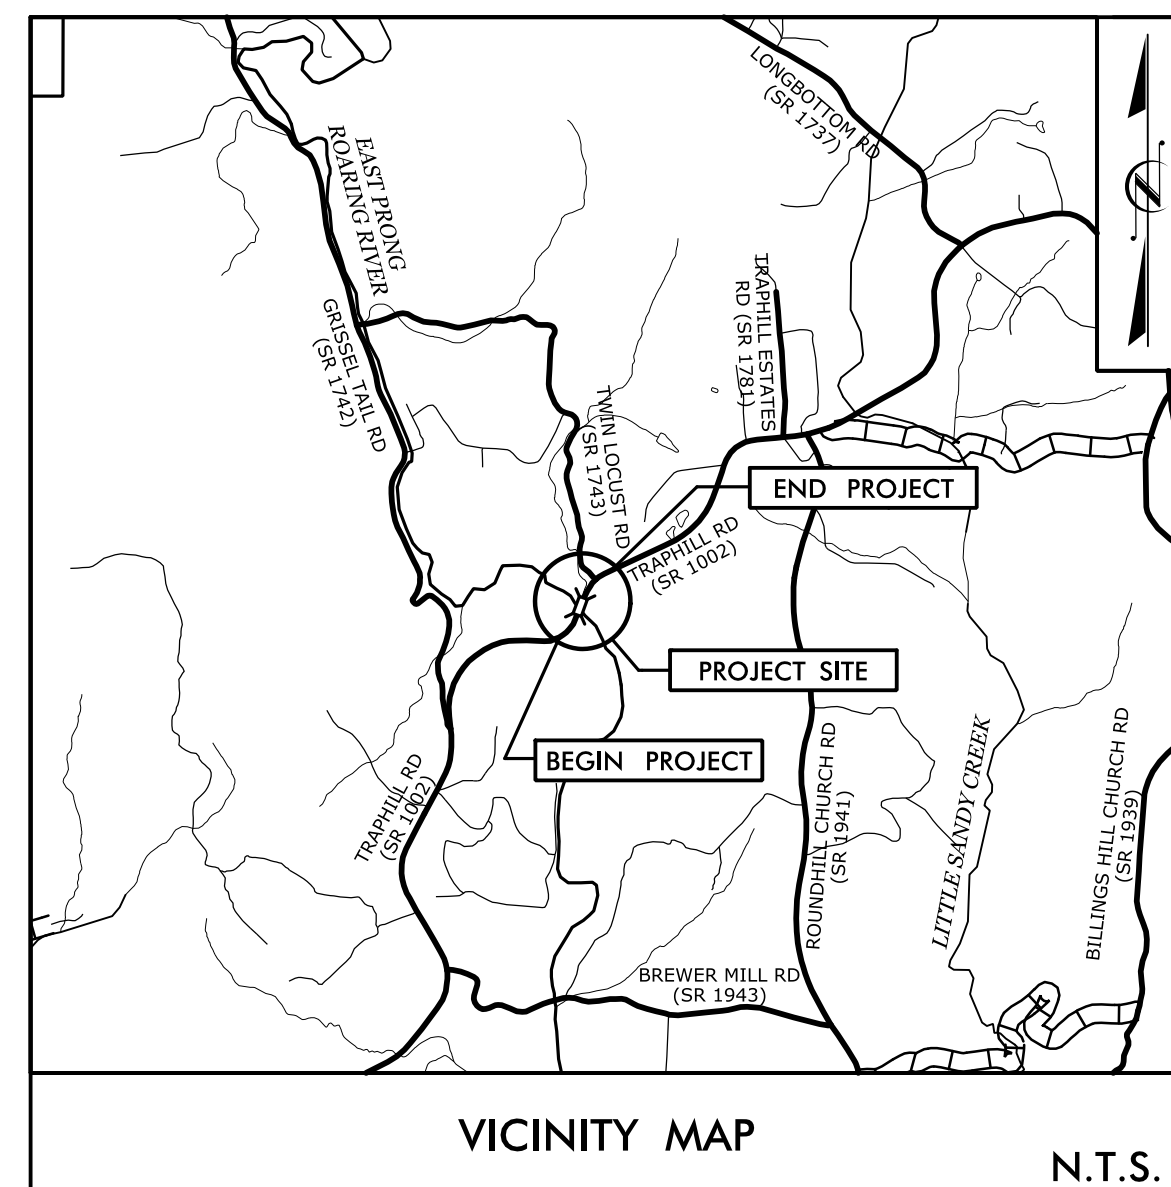 LONGBOTTOM RD
(SR 1737)
EAST PRONG
ROARING RIVER
GRISSEL TAIL RD
(SR 1742)
TRAPHILL ESTATES
RD (SR 1781)
TWIN LOCUST RD
(SR 1743)
END PROJECT
TRAPHILL RD
(SR 1002)
PROJECT SITE
BEGIN PROJECT
TRAPHILL RD
(SR 1002)
ROUNDHILL CHURCH RD
(SR 1941)
LITTLE SANDY CREEK
BILLINGS HILL CHURCH RD
(SR 1939)
BREWER MILL RD
(SR 1943)
VICINITY MAP
N.T.S.